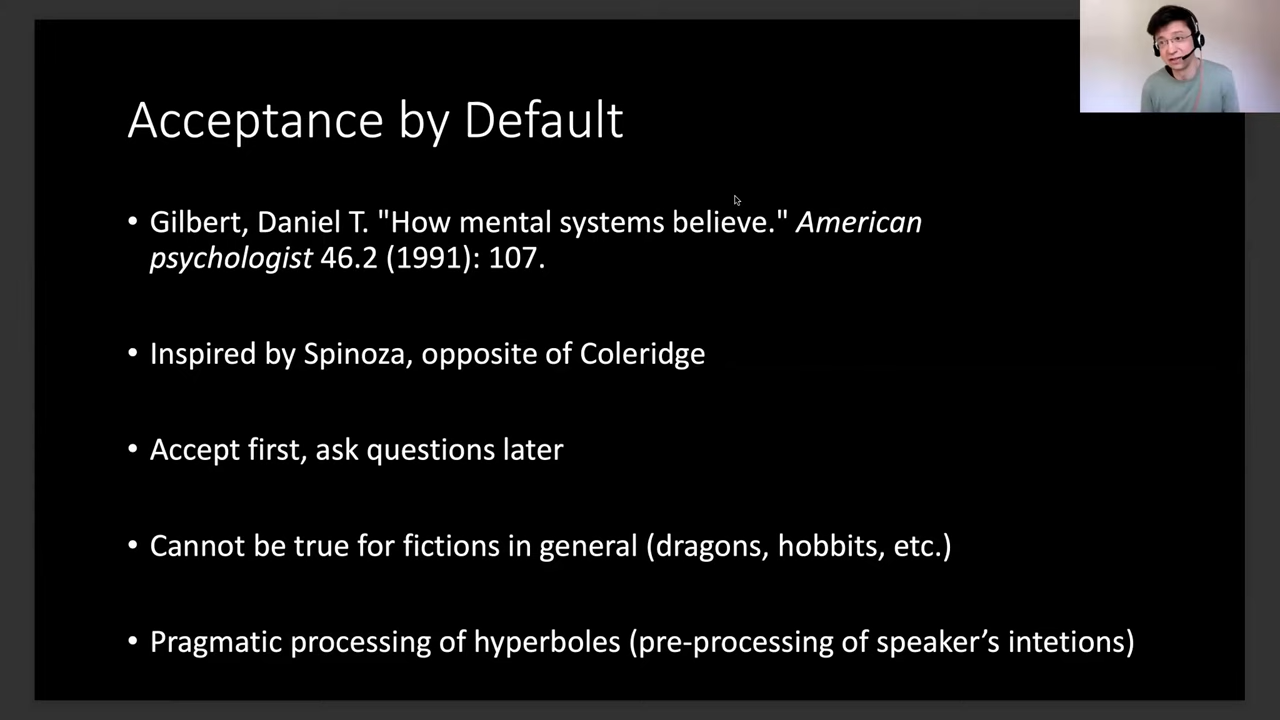 Acceptance by Default
• Gilbert, Daniel T. "How mental systems believe." American
psychologist 46.2 (1991): 107.
• Inspired by Spinoza, opposite of Coleridge
• Accept first, ask questions later
• Cannot be true for fictions in general (dragons, hobbits, etc.)
• Pragmatic processing of hyperboles (pre-processing of speaker’s intetions)